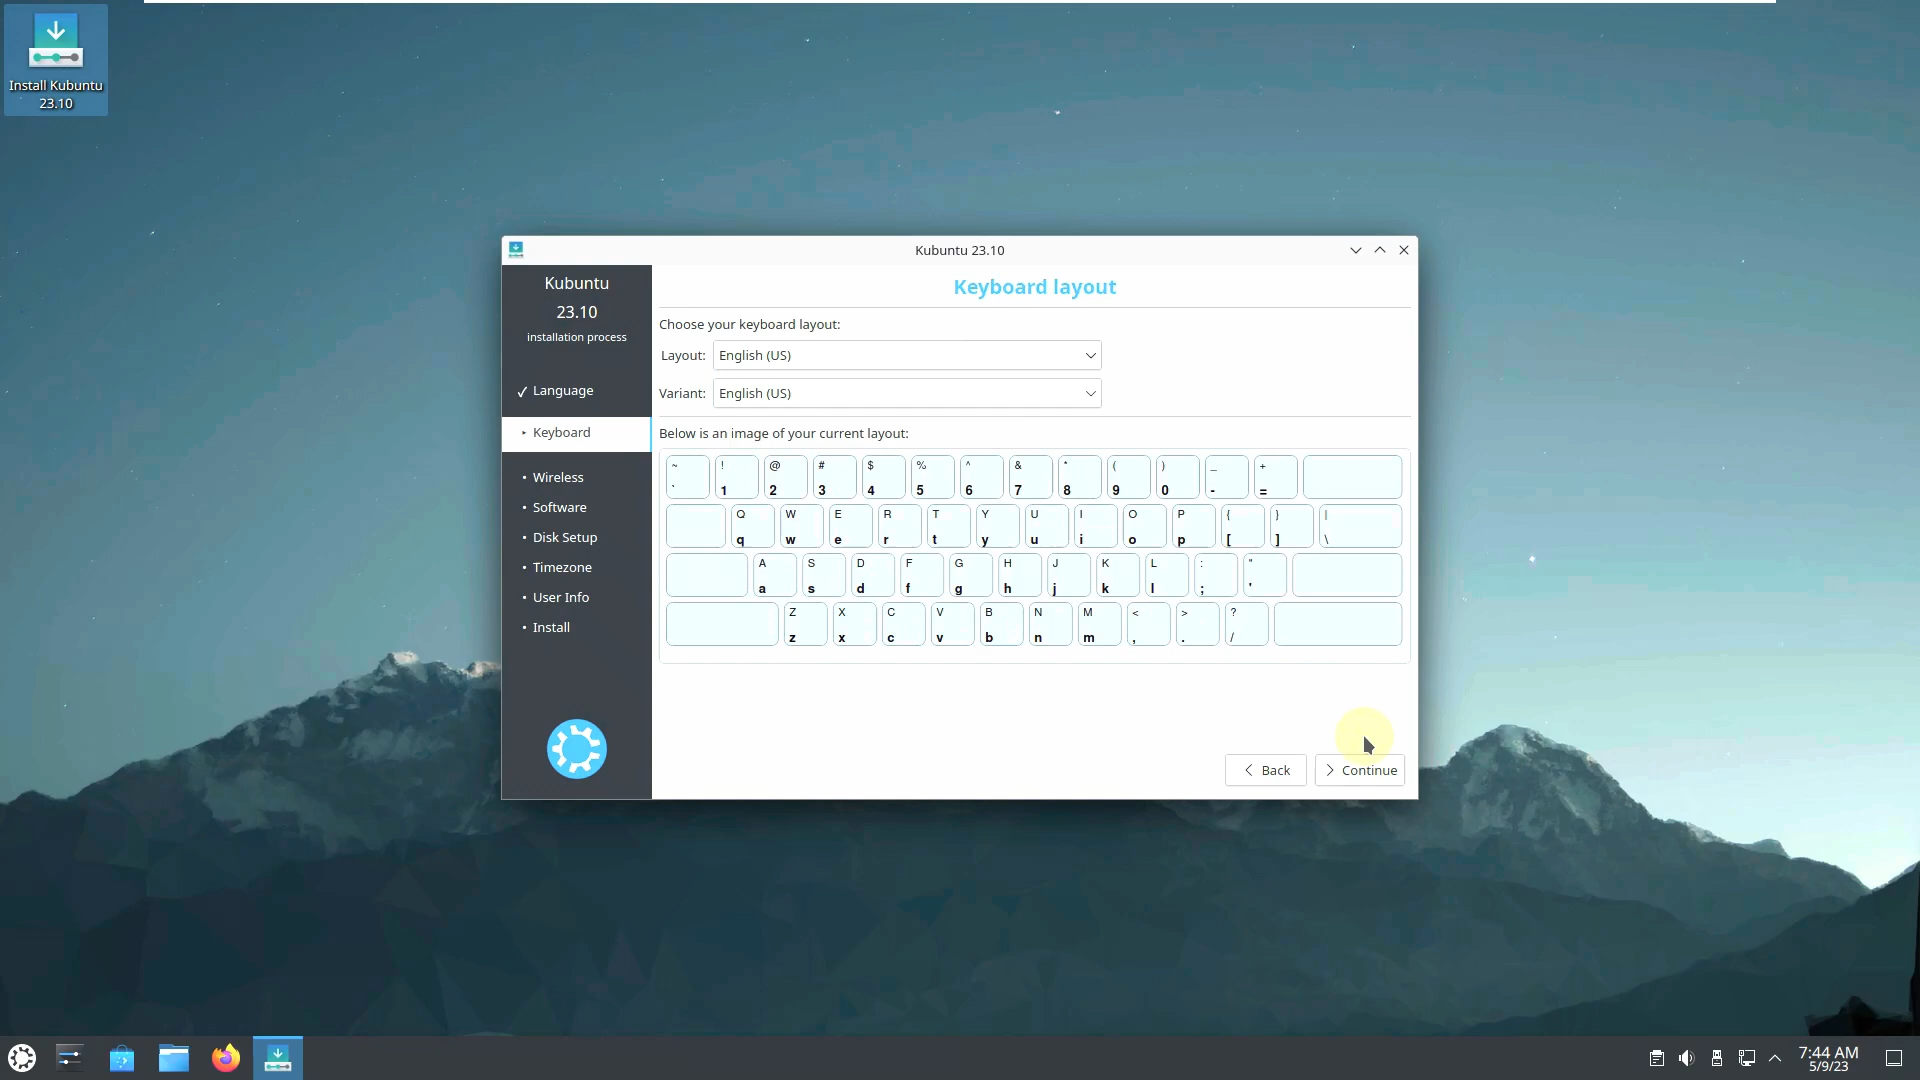 Install Kubuntu
23.10
Kubuntu 23.10
Kubuntu
23.10
installation process
✓ Language
▸ Keyboard
• Wireless
• Software
• Disk Setup
• Timezone
• User Info
• Install
Keyboard layout
Choose your keyboard layout:
Layout: English (US)
Variant: English (US)
Below is an image of your current layout:
~ ! @ # $ % ^ & * ( ) _ +
` 1 2 3 4 5 6 7 8 9 0 - =
Q W E R T Y U I O P { } |
q w e r t y u i o p [ ] \
A S D F G H J K L : "
a s d f g h j k l ; '
Z X C V B N M < > ?
z x c v b n m , . /
Back
Continue
7:44 AM
5/9/23